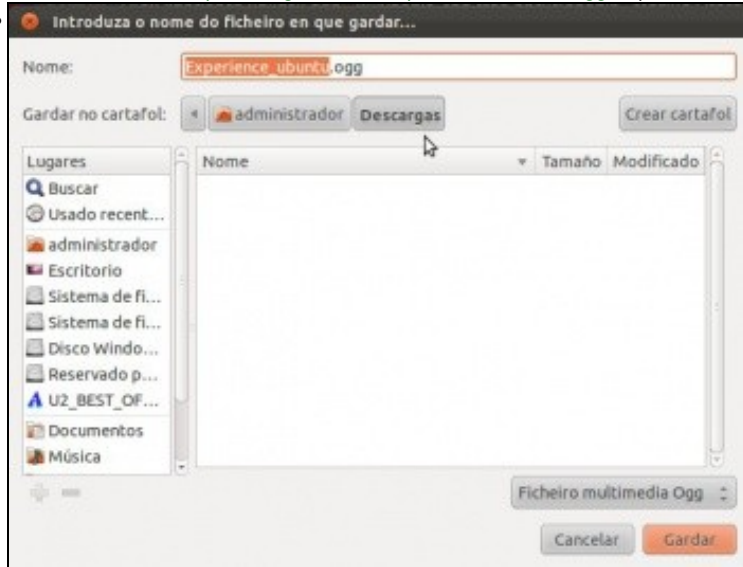 Introduza o nome do ficheiro en que gardar...
Nome: Experience_ubuntu.ogg
Gardar no cartafol: administrador Descargas Crear cartafol
Lugares Nome Tamaño Modificado
Buscar
Usado recent...
administrador
Escritorio
Sistema de fi...
Sistema de fi...
Disco Windo...
Reservado p...
U2_BEST_OF...
Documentos
Música
Ficheiro multimedia Ogg
Cancelar Gardar